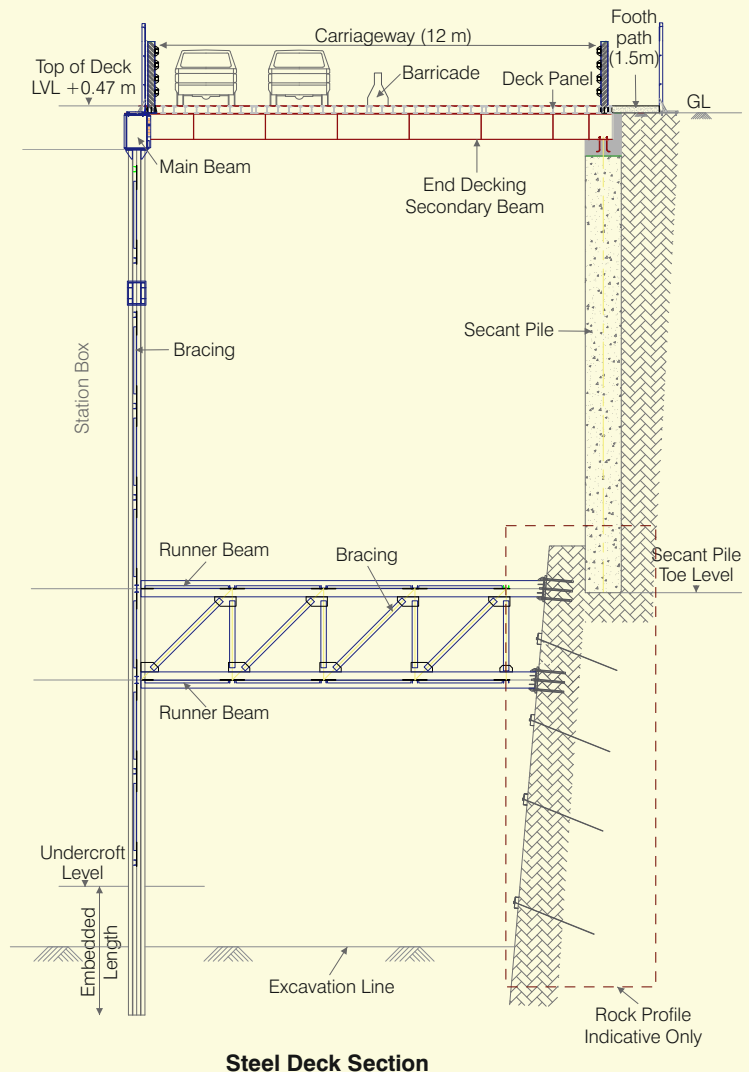 Foot
path
(1.5m)
Carriageway (12 m)
Top of Deck
LVL +0.47 m
Barricade
Deck Panel
GL
Main Beam
End Decking
Secondary Beam
Secant Pile
Bracing
Station Box
Runner Beam
Bracing
Secant Pile
Toe Level
Runner Beam
Undercroft
Level
Embedded
Length
Excavation Line
Rock Profile
Indicative Only
Steel Deck Section